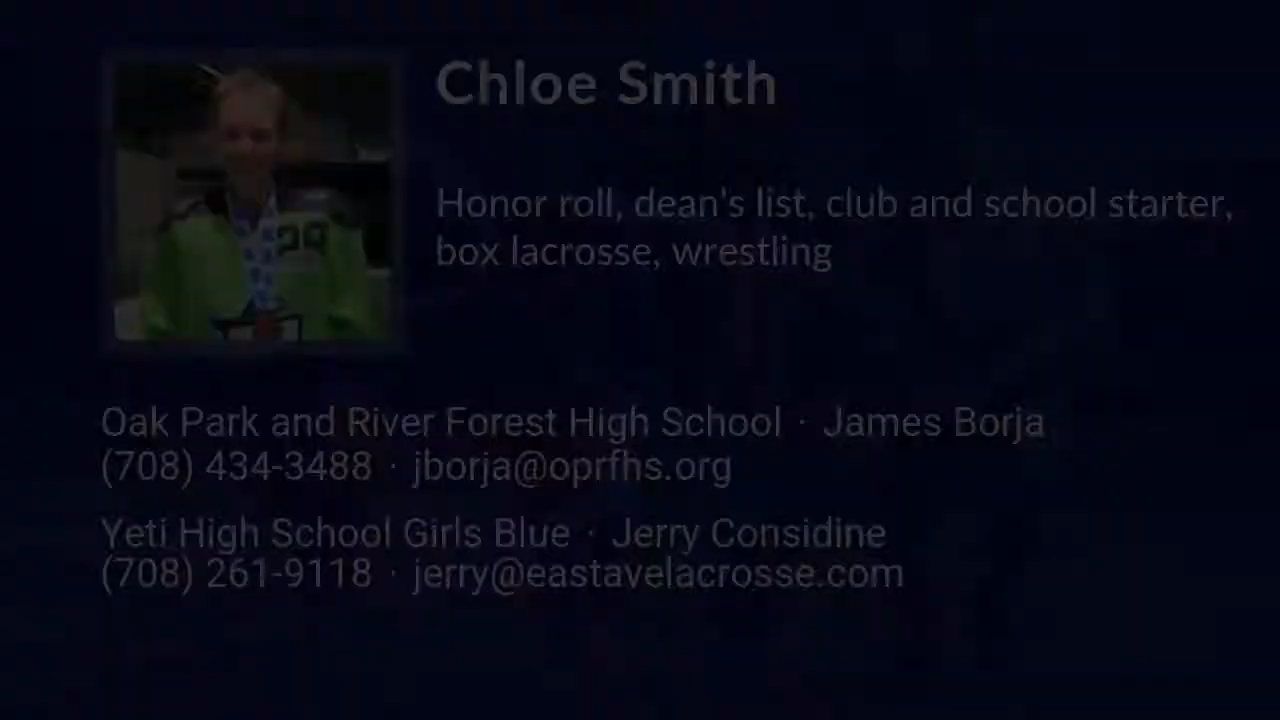 Chloe Smith
Honor roll, dean's list, club and school starter,
box lacrosse, wrestling
29
Oak Park and River Forest High School · James Borja
(708) 434-3488 · jborja@oprfhs.org
Yeti High School Girls Blue · Jerry Considine
(708) 261-9118 · jerry@eastavelacrosse.com